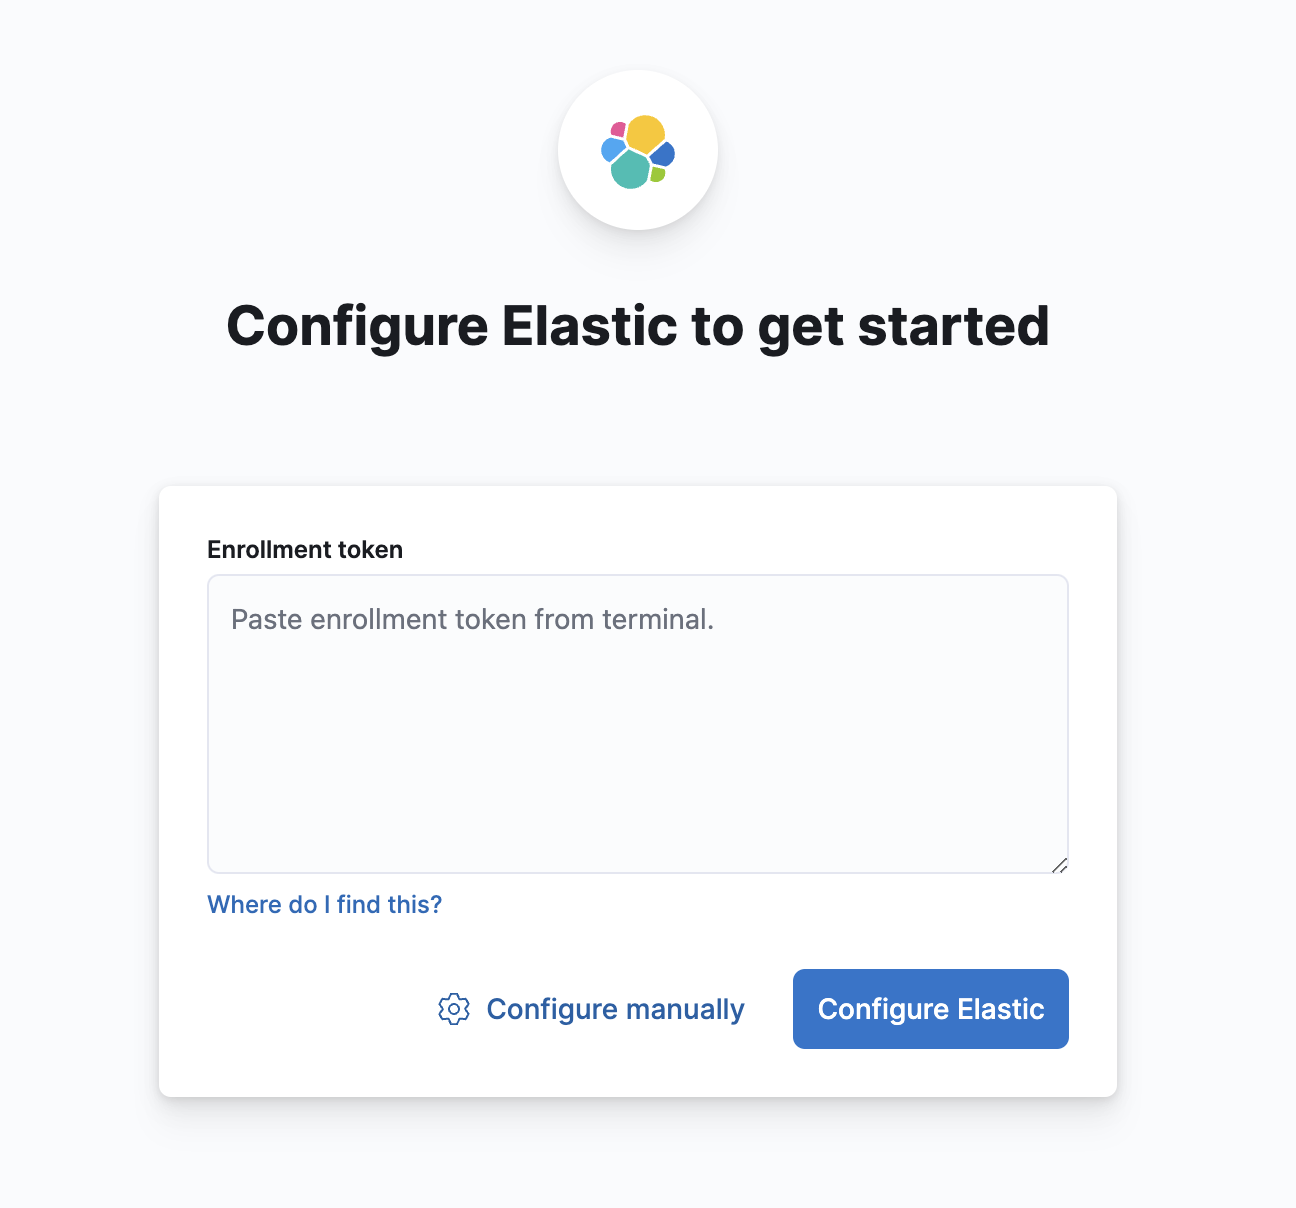 Configure Elastic to get started
Enrollment token
Paste enrollment token from terminal.
Where do I find this?
Configure manually
Configure Elastic